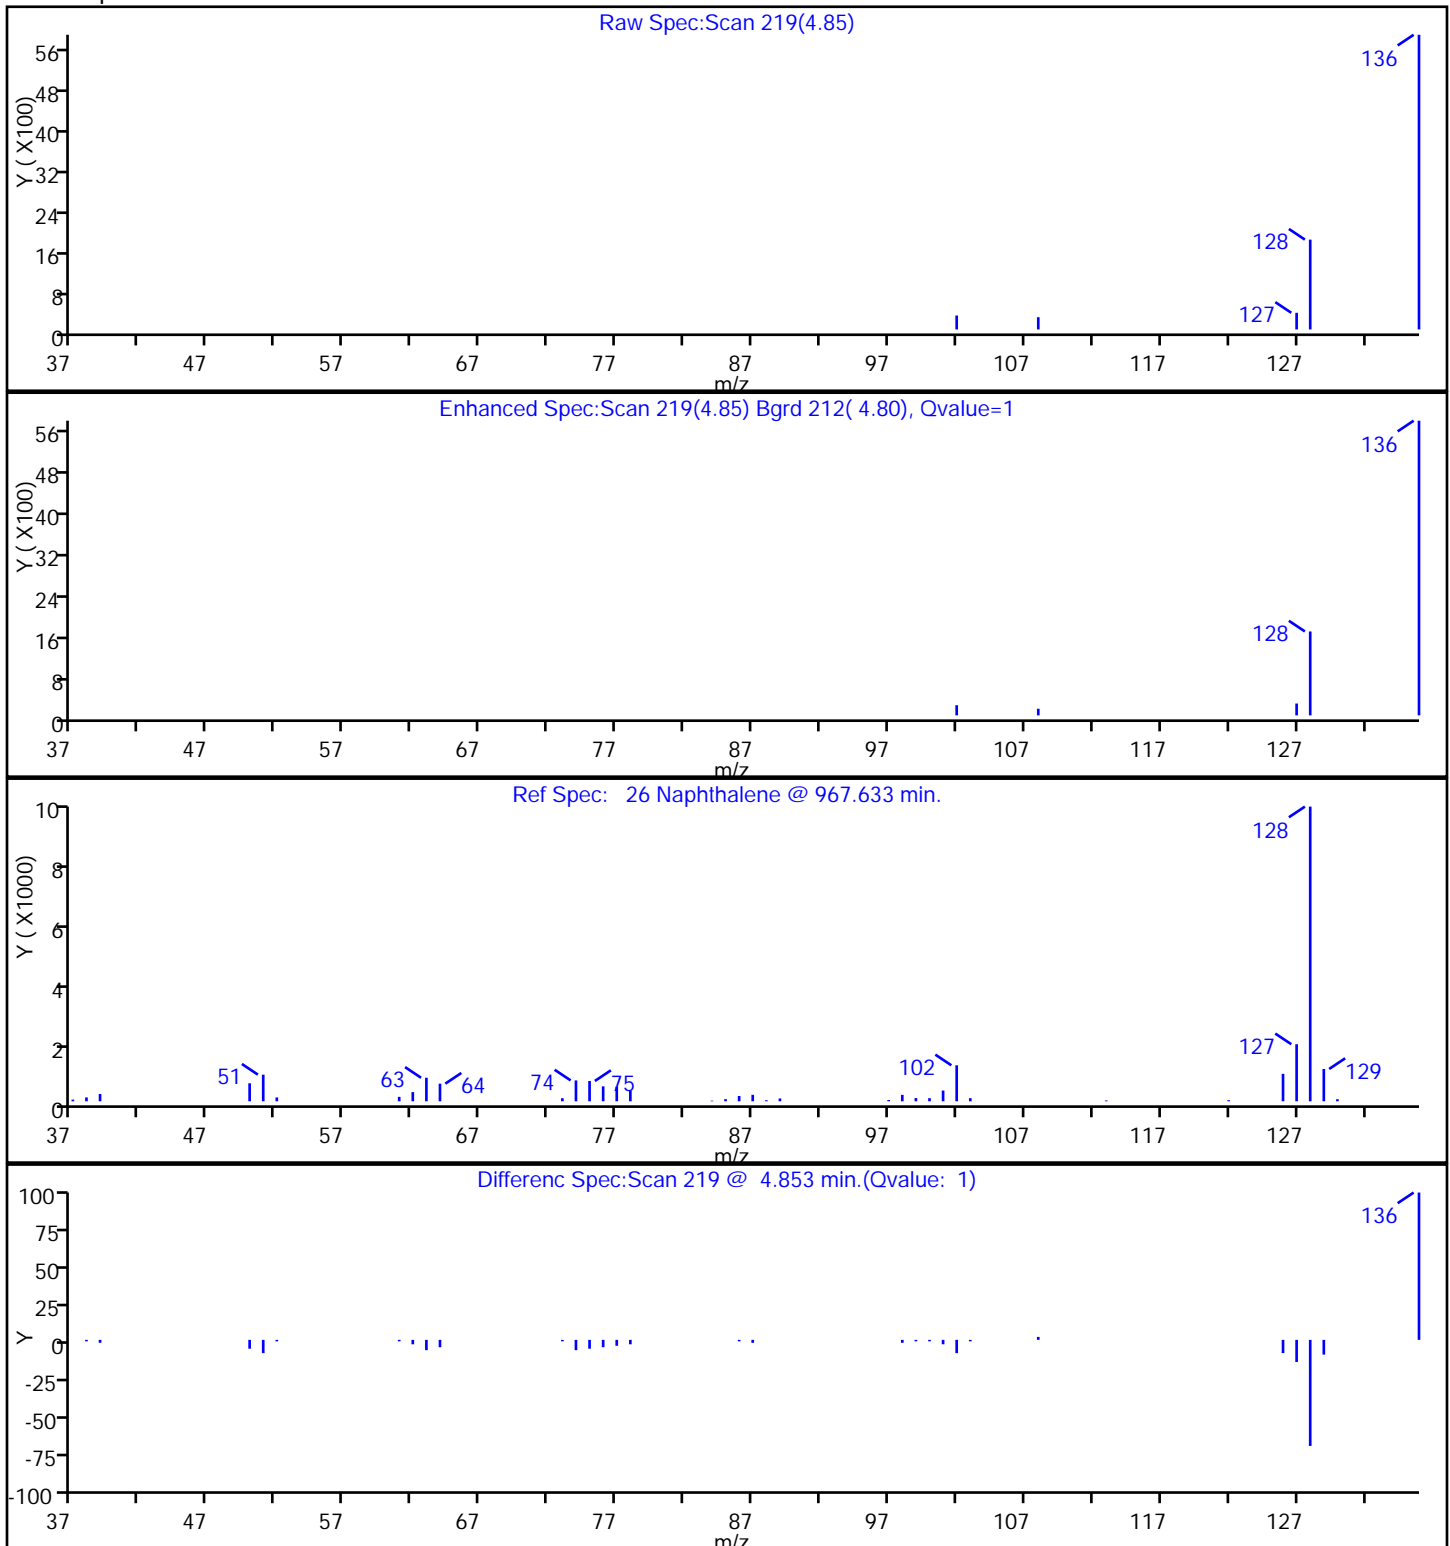 Raw Spec:Scan 219(4.85)
Y ( X100)
56
48
40
32
24
16
8
0
136
128
127
37 47 57 67 77 87 97 107 117 127
m/z
Enhanced Spec:Scan 219(4.85) Bgrd 212( 4.80), Qvalue=1
Y ( X100)
56
48
40
32
24
16
8
0
136
128
37 47 57 67 77 87 97 107 117 127
m/z
Ref Spec: 26 Naphthalene @ 967.633 min.
Y ( X1000)
10
8
6
4
2
0
128
127
129
102
51 63 64 74 75
37 47 57 67 77 87 97 107 117 127
m/z
Differenc Spec:Scan 219 @ 4.853 min.(Qvalue: 1)
Y
100
75
50
25
0
-25
-50
-75
-100
136
37 47 57 67 77 87 97 107 117 127
m/z